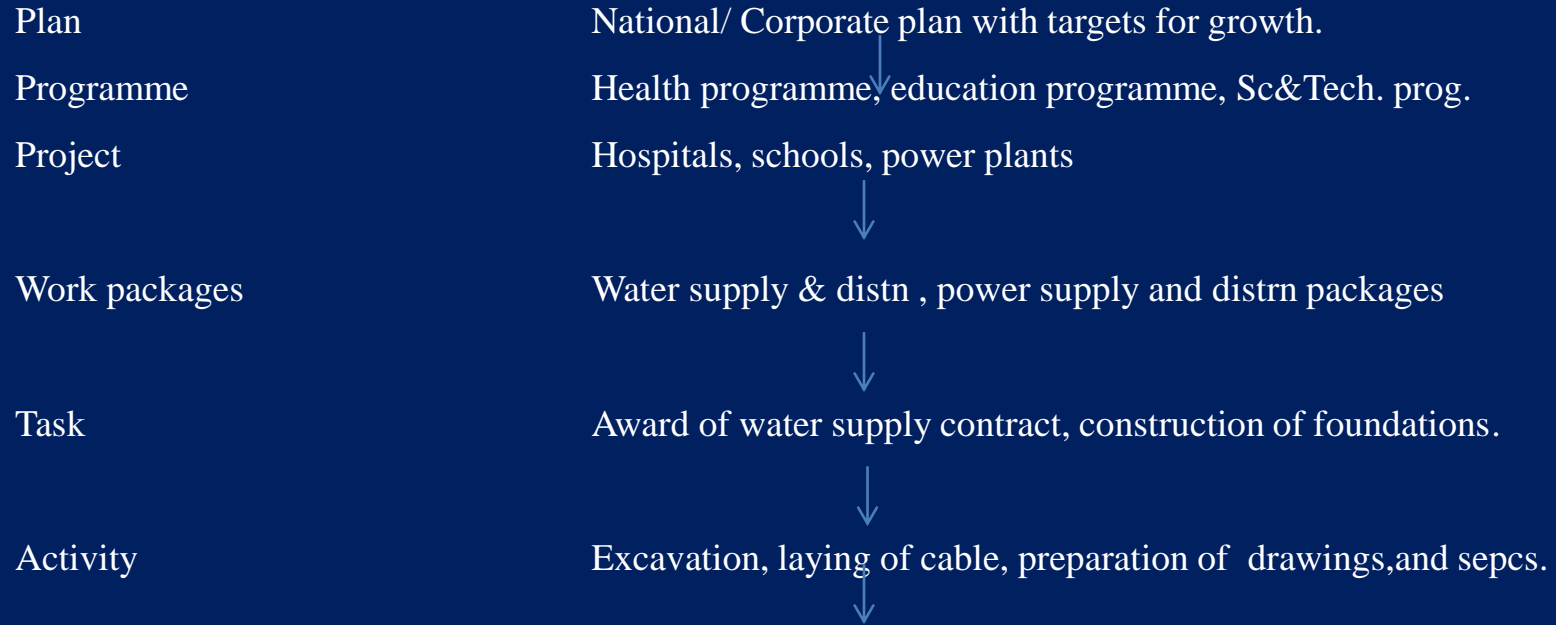 Plan National/ Corporate plan with targets for growth.
Programme Health programme, education programme, Sc&Tech. prog.
Project Hospitals, schools, power plants
Work packages Water supply & distn , power supply and distrn packages
Task Award of water supply contract, construction of foundations.
Activity Excavation, laying of cable, preparation of drawings,and sepcs.